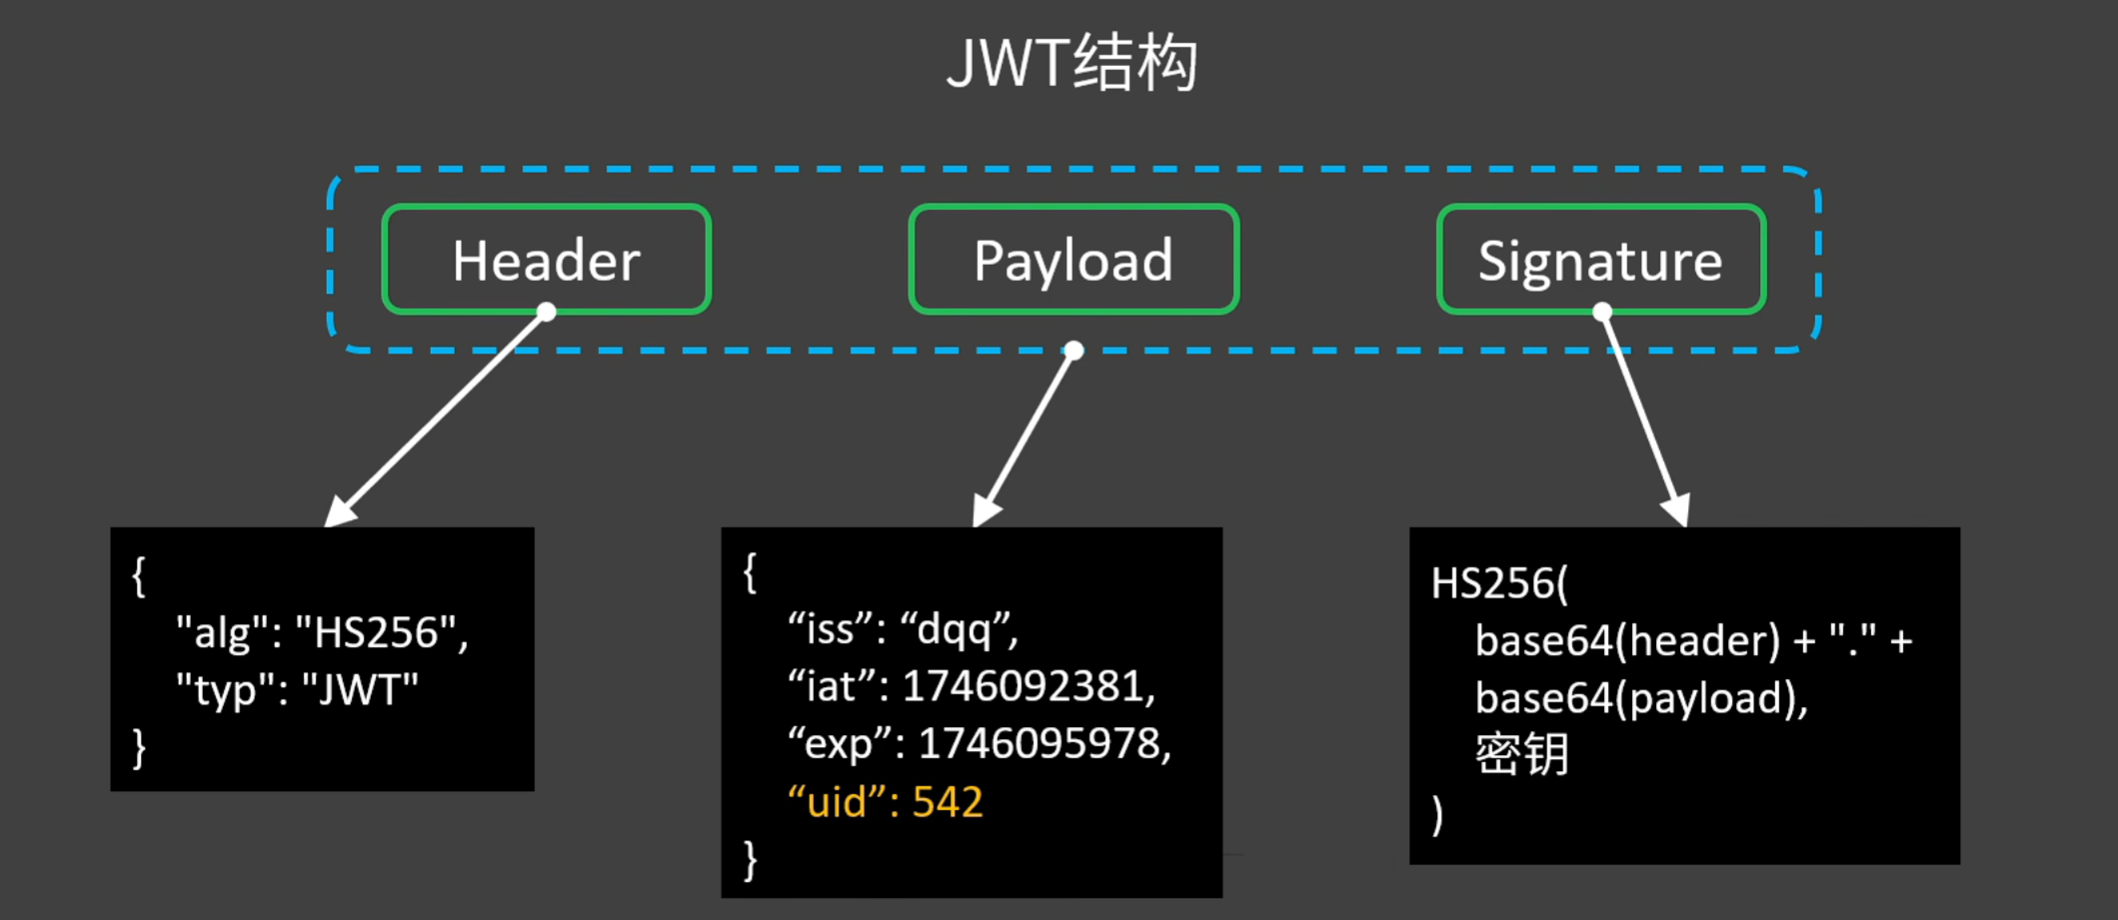 JWT结构
Header
Payload
Signature
{
"alg": "HS256",
"typ": "JWT"
}
{
“iss”: “dqq”,
“iat”: 1746092381,
“exp”: 1746095978,
“uid”: 542
}
HS256(
base64(header) + "." +
base64(payload),
密钥
)